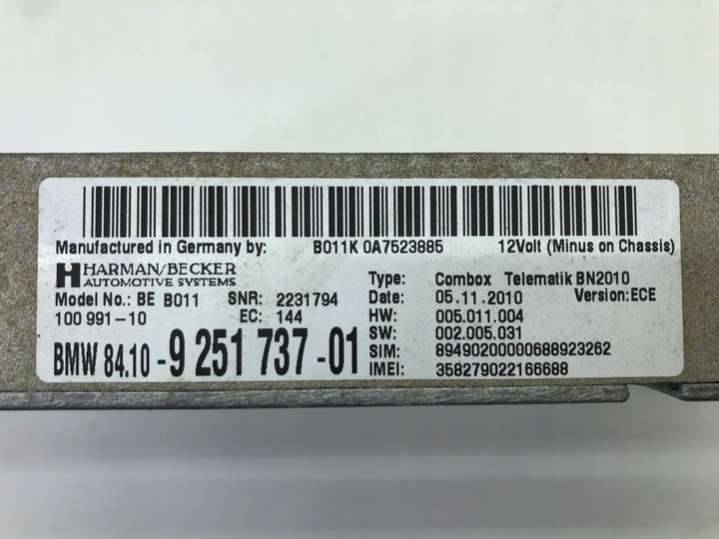 Manufactured in Germany by: B011K 0A7523885 12Volt (Minus on Chassis)
HARMAN/BECKER
AUTOMOTIVE SYSTEMS
Model No.: BE B011 SNR: 2231794
100 991-10 EC: 144
BMW 84.10 -9 251 737 -01
Type: Combox Telematik BN2010
Date: 05.11.2010 Version:ECE
HW: 005.011.004
SW: 002.005.031
SIM: 89490200000688923262
IMEI: 358279022166688